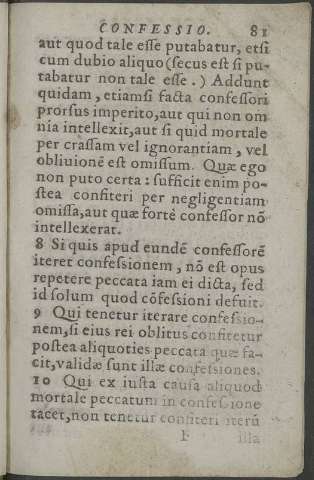 CONFESSIO. 81
aut quod tale esse putabatur, etsi
cum dubio aliquo (secus est si pu-
tabatur non tale esse.) Addunt
quidam, etiamsi facta confessori
prorsus imperito, aut qui non om
nia intellexit, aut si quid mortale
per crassam vel ignorantiam, vel
obliuionē est omissum. Quæ ego
non puto certa: sufficit enim po-
stea confiteri per negligentiam
omissa, aut quæ fortè confessor nō
intellexerat.
8 Si quis apud eundē confessorē
iteret confessionem, nō est opus
repetere peccata iam ei dicta, sed
id solum quod cōfessioni defuit.
9 Qui tenetur iterare confessio-
nem, si eius rei oblitus confitetur
postea aliquoties peccata quæ fa-
cit, validæ sunt illæ confessiones.
10 Qui ex iusta causa aliquod
mortale peccatum in confessione
tacet, non tenetur confiteri iterū
F illa